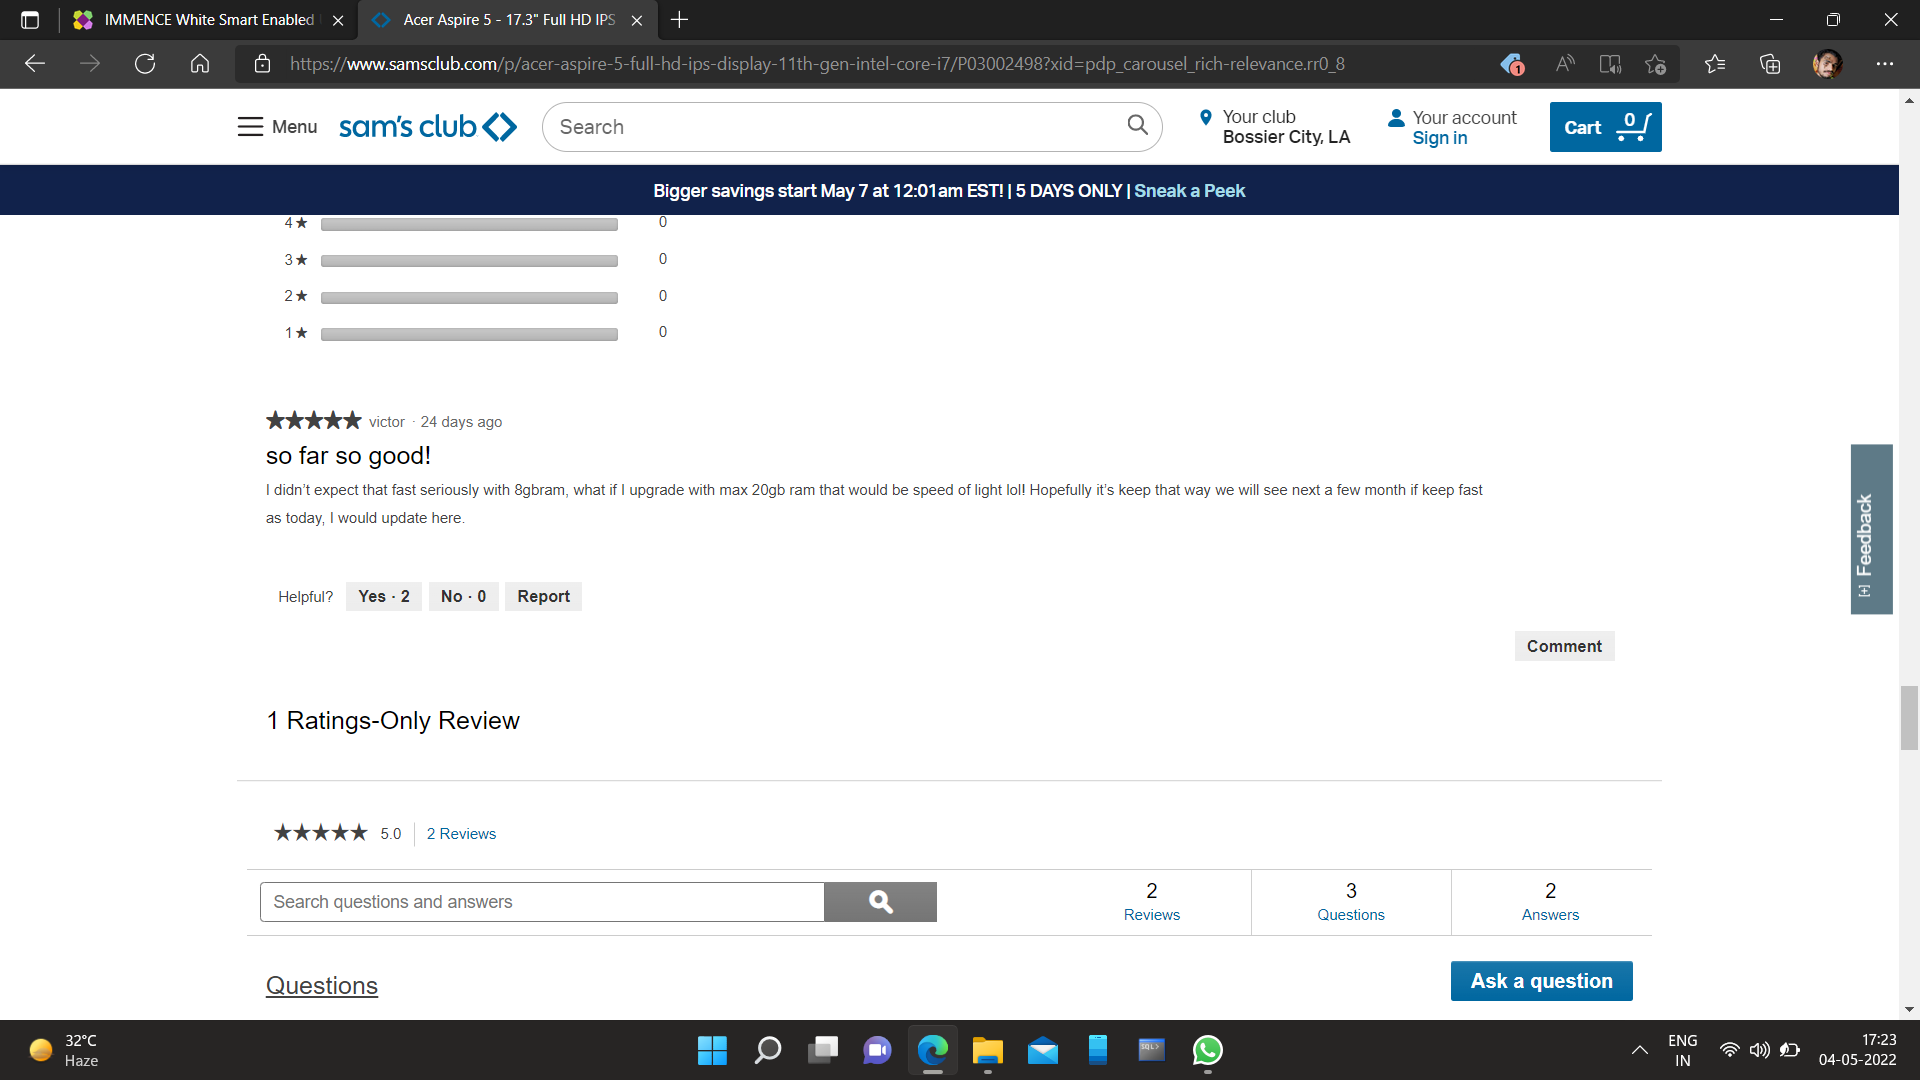 IMMENCE White Smart Enabled
Acer Aspire 5 - 17.3" Full HD IPS
https://www.samsclub.com/p/acer-aspire-5-full-hd-ips-display-11th-gen-intel-core-i7/P03002498?xid=pdp_carousel_rich-relevance.rr0_8
1
Menu
sam's club
Search
Your club
Bossier City, LA
Your account
Sign in
Cart 0
Bigger savings start May 7 at 12:01am EST! | 5 DAYS ONLY | Sneak a Peek
4★ 0
3★ 0
2★ 0
1★ 0
★★★★★ victor · 24 days ago
so far so good!
I didn’t expect that fast seriously with 8gbram, what if I upgrade with max 20gb ram that would be speed of light lol! Hopefully it’s keep that way we will see next a few month if keep fast
as today, I would update here.
Helpful? Yes · 2 No · 0 Report
Comment
[+] Feedback
1 Ratings-Only Review
★★★★★ 5.0 2 Reviews
Search questions and answers
2
Reviews
3
Questions
2
Answers
Questions
Ask a question
32°C
Haze
SQL>
ENG
IN
17:23
04-05-2022